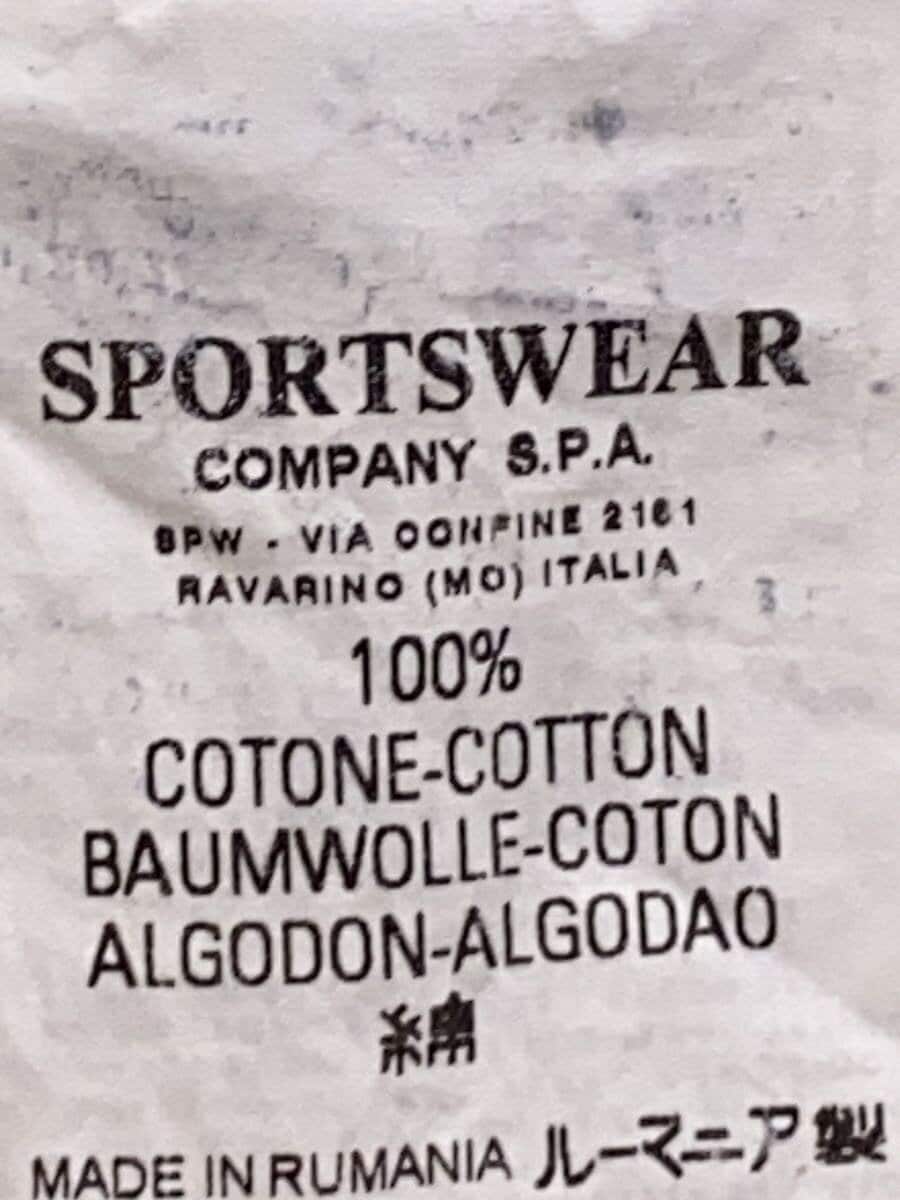 SPORTSWEAR
COMPANY S.P.A.
SPW - VIA CONFINE 2161
RAVARINO (MO) ITALIA
100%
COTONE-COTTON
BAUMWOLLE-COTON
ALGODON-ALGODAO
綿
MADE IN RUMANIA ルーマニア製